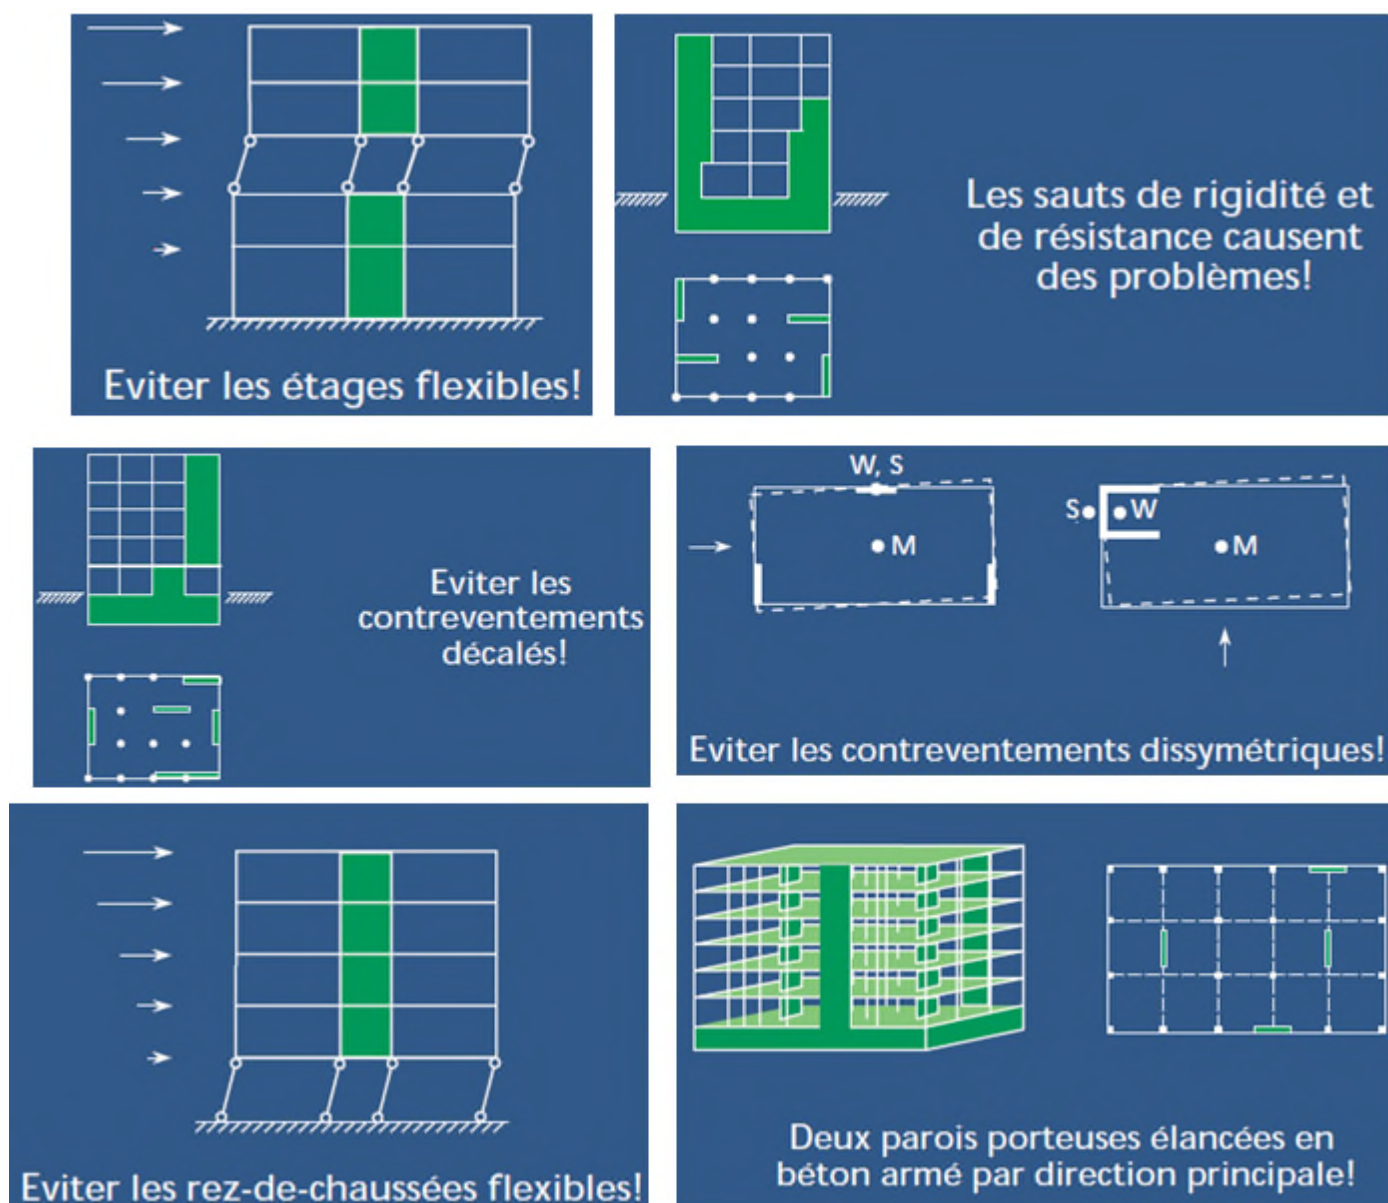 Eviter les étages flexibles!
Les sauts de rigidité et
de résistance causent
des problèmes!
Eviter les
contreventements
décalés!
W, S
M
S
W
M
Eviter les contreventements dissymétriques!
Eviter les rez-de-chaussées flexibles!
Deux parois porteuses élancées en
béton armé par direction principale!